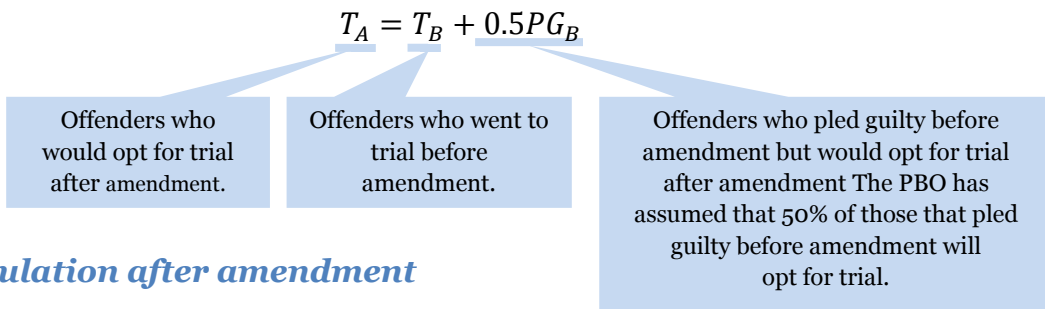 T_A = T_B + 0.5PG_B
Offenders who
would opt for trial
after amendment.
Offenders who went to
trial before
amendment.
Offenders who pled guilty before
amendment but would opt for trial
after amendment The PBO has
assumed that 50% of those that pled
guilty before amendment will
opt for trial.
ulation after amendment